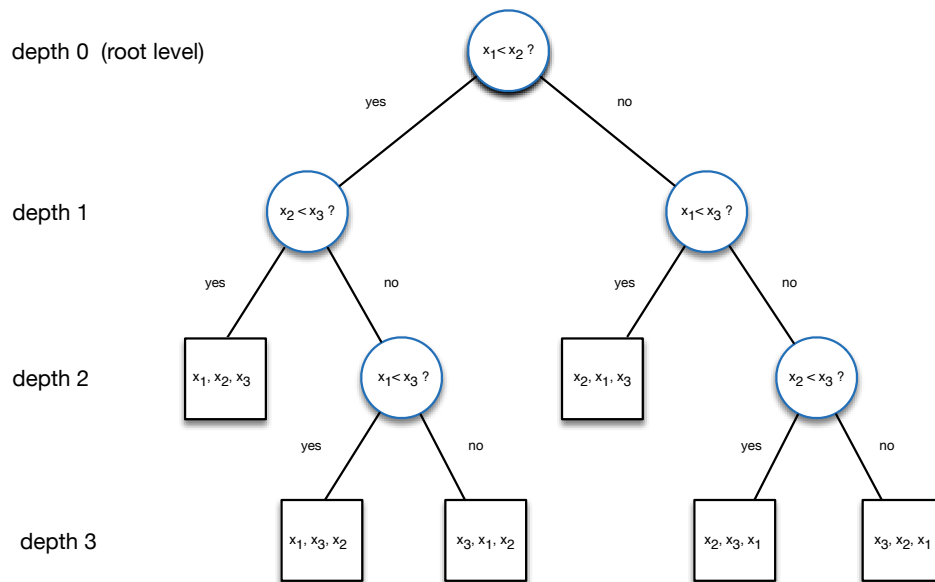 depth 0 (root level)
x₁ < x₂ ?
yes
no
depth 1
x₂ < x₃ ?
x₁ < x₃ ?
yes
no
yes
no
depth 2
x₁, x₂, x₃
x₁ < x₃ ?
x₂, x₁, x₃
x₂ < x₃ ?
yes
no
yes
no
depth 3
x₁, x₃, x₂
x₃, x₁, x₂
x₂, x₃, x₁
x₃, x₂, x₁